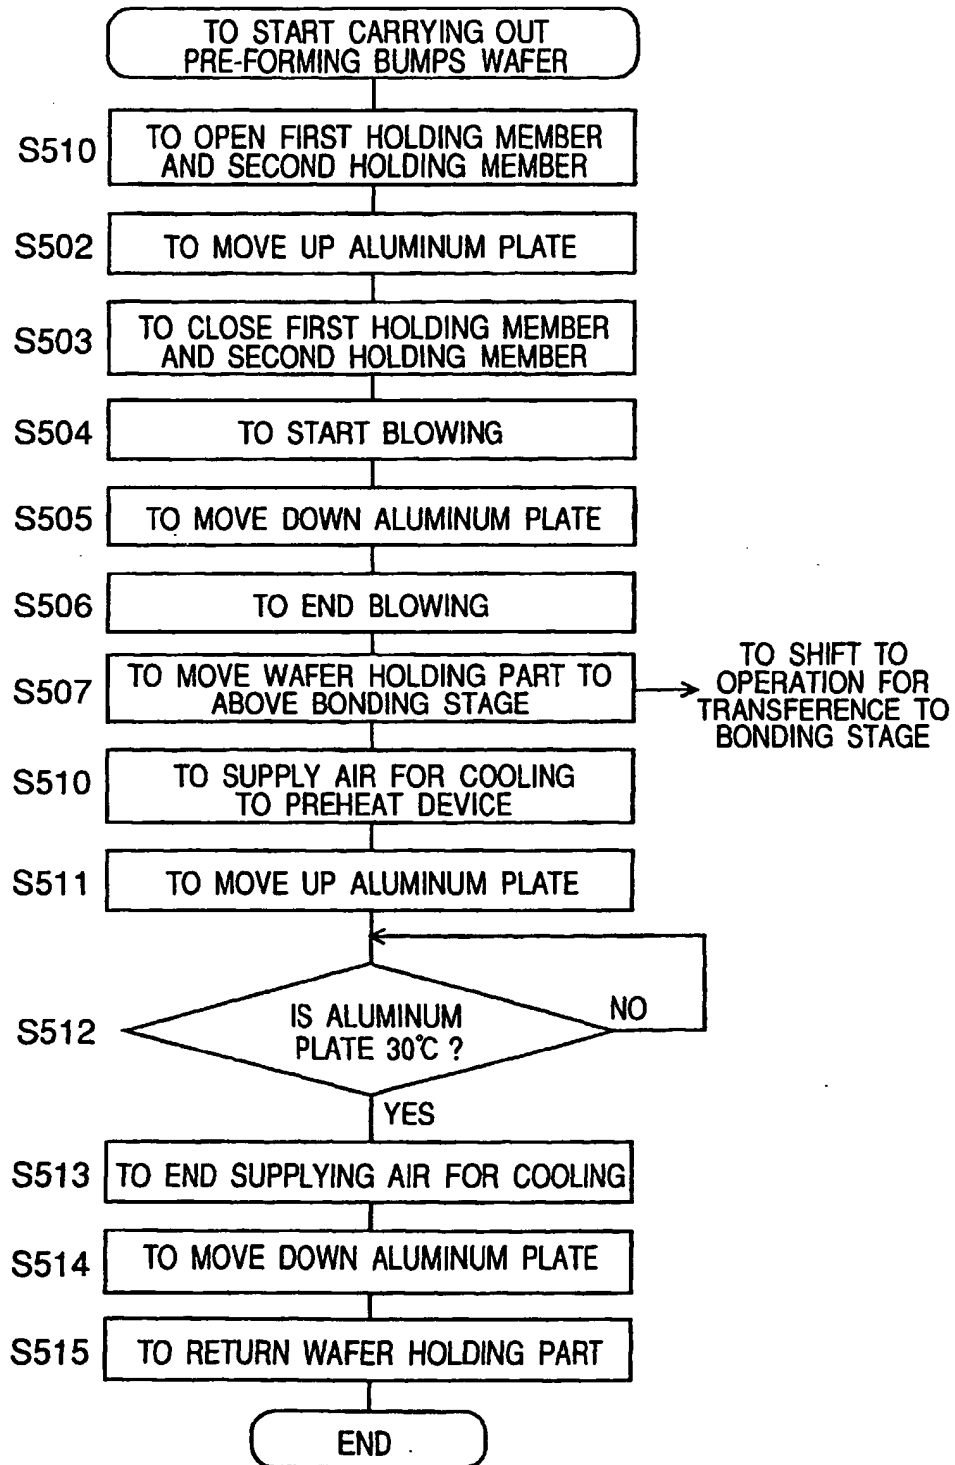 TO START CARRYING OUT
PRE-FORMING BUMPS WAFER
S510
TO OPEN FIRST HOLDING MEMBER
AND SECOND HOLDING MEMBER
S502
TO MOVE UP ALUMINUM PLATE
S503
TO CLOSE FIRST HOLDING MEMBER
AND SECOND HOLDING MEMBER
S504
TO START BLOWING
S505
TO MOVE DOWN ALUMINUM PLATE
S506
TO END BLOWING
S507
TO MOVE WAFER HOLDING PART TO
ABOVE BONDING STAGE
TO SHIFT TO
OPERATION FOR
TRANSFERENCE TO
BONDING STAGE
S510
TO SUPPLY AIR FOR COOLING
TO PREHEAT DEVICE
S511
TO MOVE UP ALUMINUM PLATE
S512
IS ALUMINUM
PLATE 30℃ ?
NO
YES
S513
TO END SUPPLYING AIR FOR COOLING
S514
TO MOVE DOWN ALUMINUM PLATE
S515
TO RETURN WAFER HOLDING PART
END